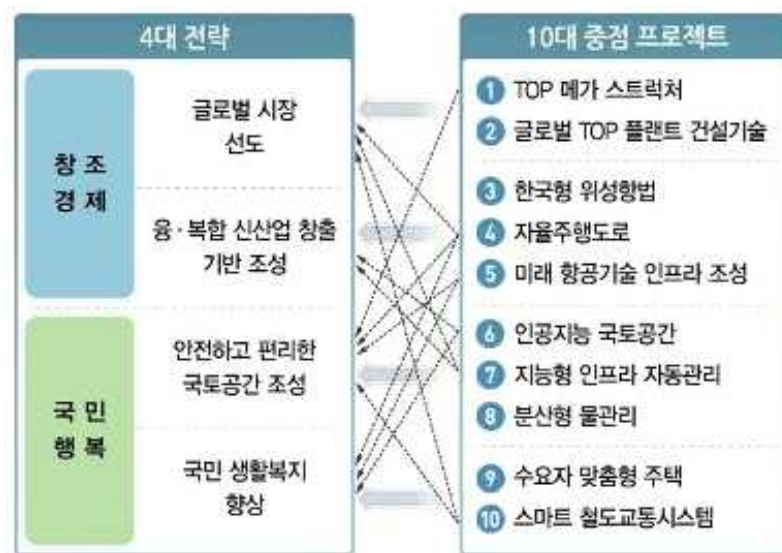 4대 전략
창 조
경 제
글로벌 시장
선도
융·복합 신산업 창출
기반 조성
국 민
행 복
안전하고 편리한
국토공간 조성
국민 생활복지
향상
10대 중점 프로젝트
1 TOP 메가 스트럭처
2 글로벌 TOP 플랜트 건설기술
3 한국형 위성항법
4 자율주행도로
5 미래 항공기술 인프라 조성
6 인공지능 국토공간
7 지능형 인프라 자동관리
8 분산형 물관리
9 수요자 맞춤형 주택
10 스마트 철도교통시스템